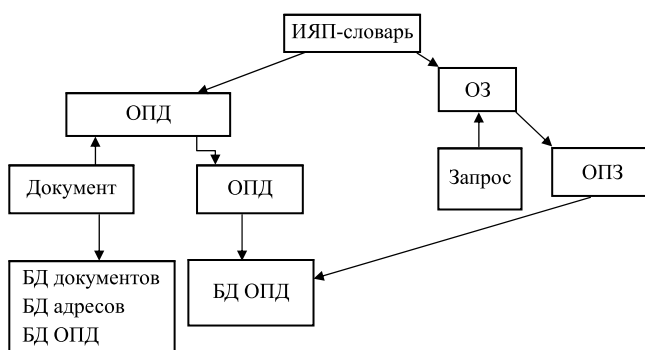 ИЯП-словарь
ОПД
ОЗ
Документ
ОПД
Запрос
ОПЗ
БД документов
БД адресов
БД ОПД
БД ОПД